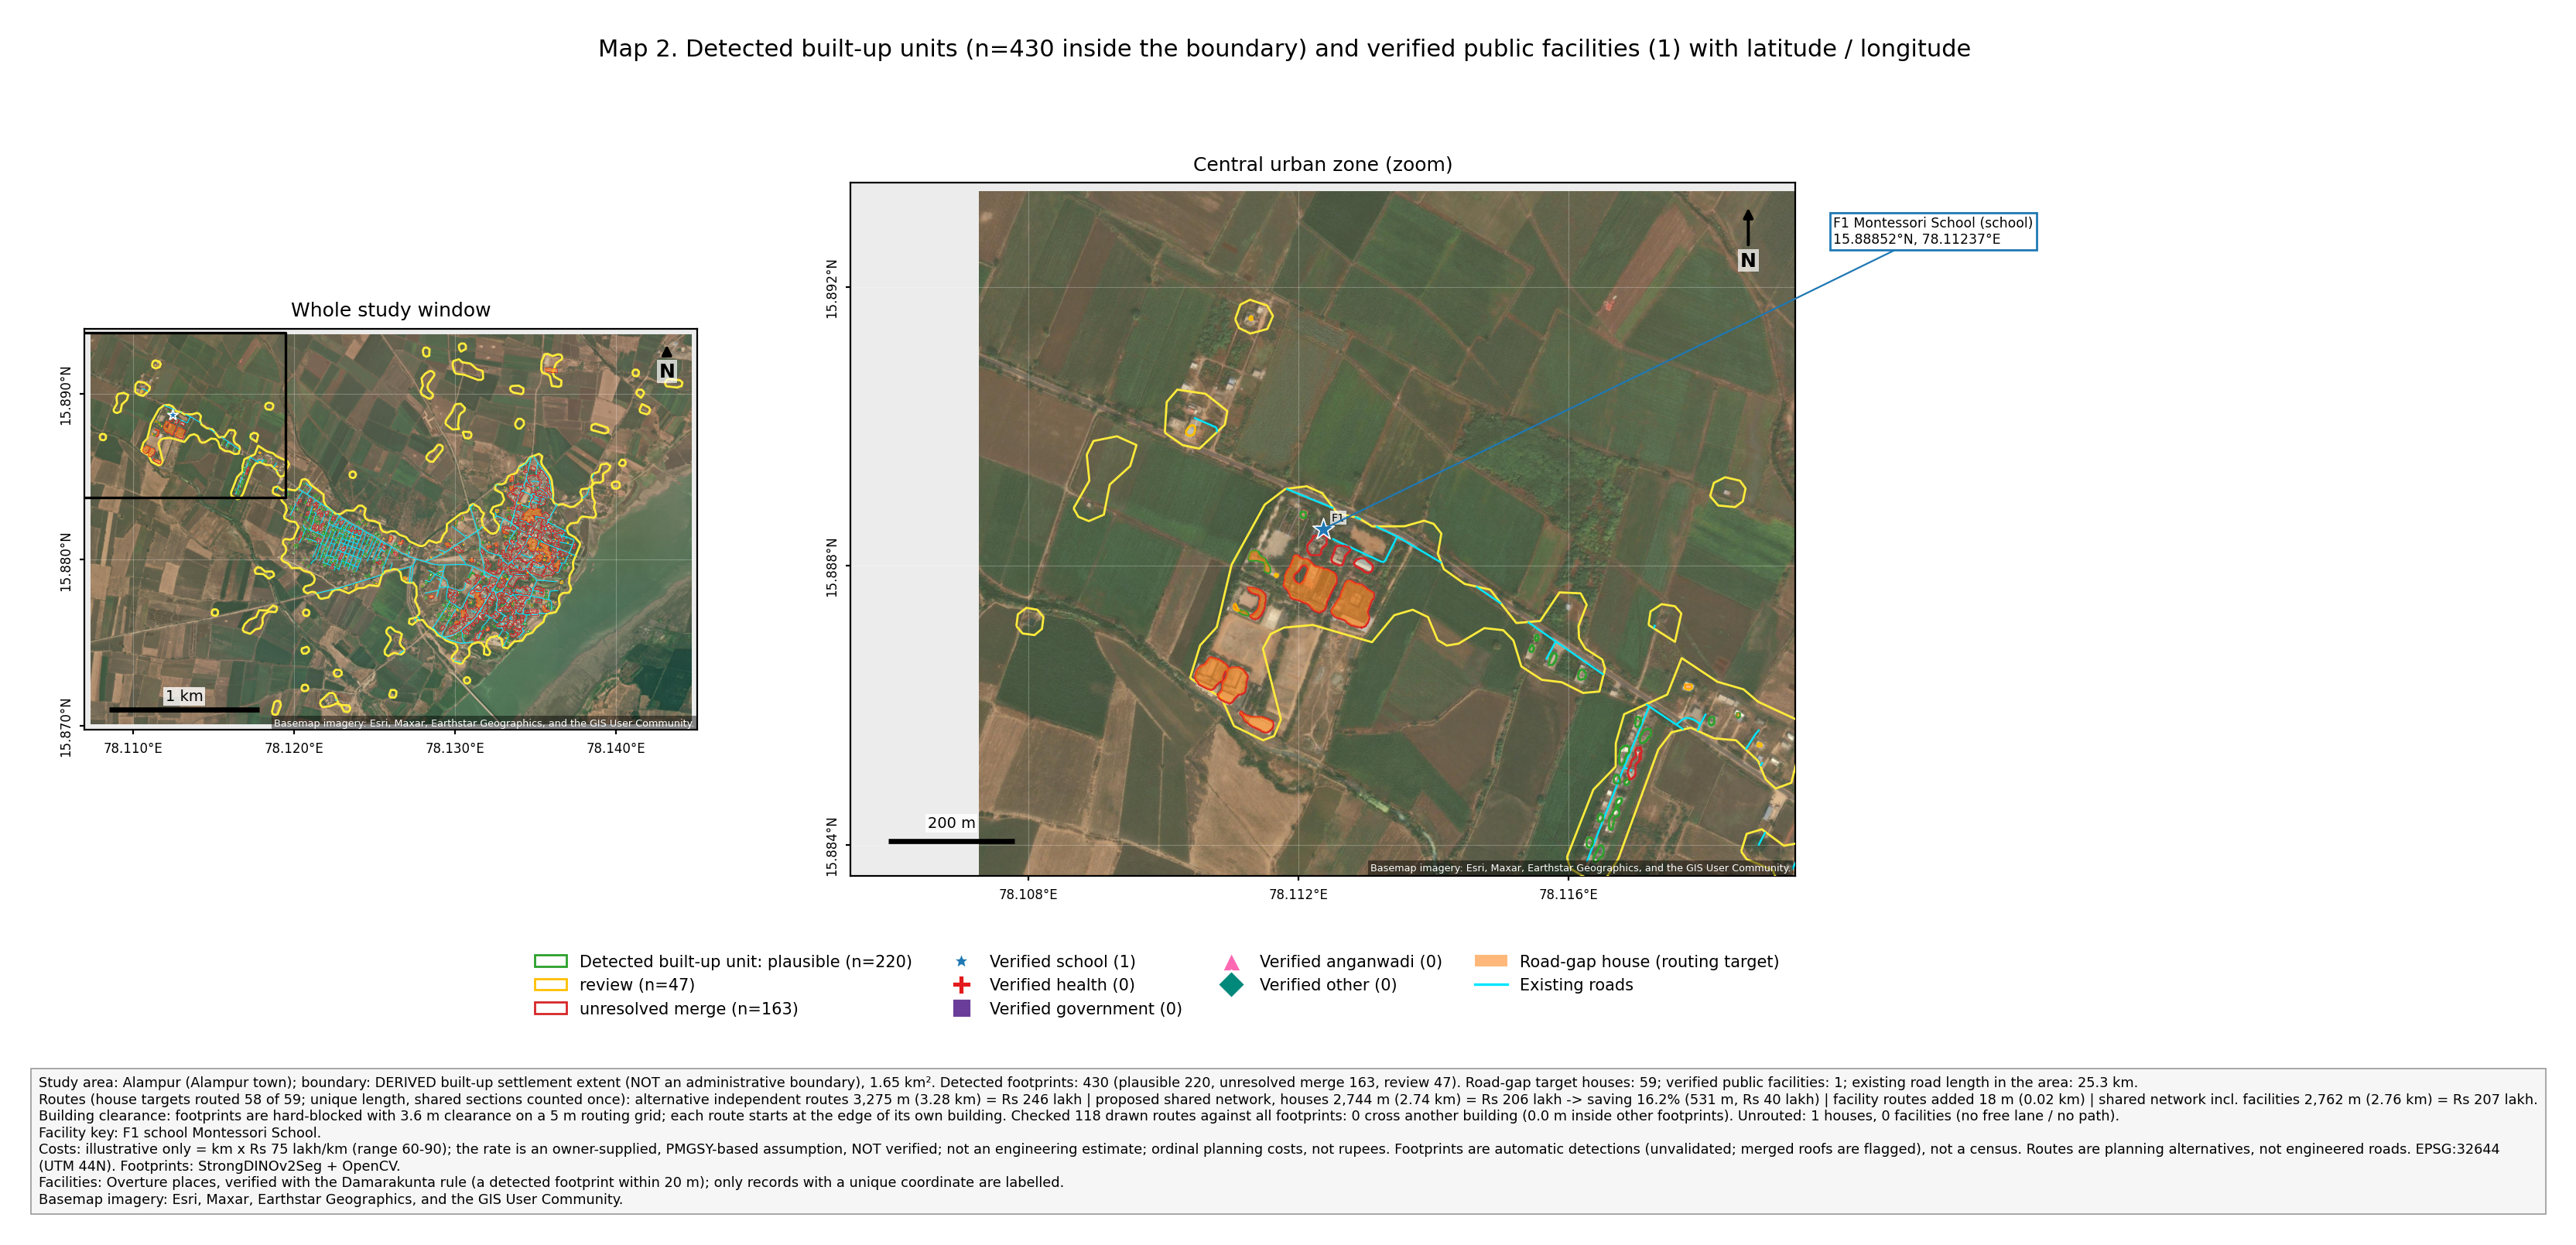 Map 2. Detected built-up units (n=430 inside the boundary) and verified public facilities (1) with latitude / longitude
Whole study window
15.890°N
15.880°N
15.870°N
N
1 km
Basemap imagery: Esri, Maxar, Earthstar Geographics, and the GIS User Community.
78.110°E
78.120°E
78.130°E
78.140°E
Central urban zone (zoom)
15.892°N
15.888°N
15.884°N
N
F1
200 m
Basemap imagery: Esri, Maxar, Earthstar Geographics, and the GIS User Community.
78.108°E
78.112°E
78.116°E
F1 Montessori School (school)
15.88852°N, 78.11237°E
Detected built-up unit: plausible (n=220)
review (n=47)
unresolved merge (n=163)
Verified school (1)
Verified health (0)
Verified government (0)
Verified anganwadi (0)
Verified other (0)
Road-gap house (routing target)
Existing roads
Study area: Alampur (Alampur town); boundary: DERIVED built-up settlement extent (NOT an administrative boundary), 1.65 km². Detected footprints: 430 (plausible 220, unresolved merge 163, review 47). Road-gap target houses: 59; verified public facilities: 1; existing road length in the area: 25.3 km.
Routes (house targets routed 58 of 59; unique length, shared sections counted once): alternative independent routes 3,275 m (3.28 km) = Rs 246 lakh | proposed shared network, houses 2,744 m (2.74 km) = Rs 206 lakh -> saving 16.2% (531 m, Rs 40 lakh) | facility routes added 18 m (0.02 km) | shared network incl. facilities 2,762 m (2.76 km) = Rs 207 lakh.
Building clearance: footprints are hard-blocked with 3.6 m clearance on a 5 m routing grid; each route starts at the edge of its own building. Checked 118 drawn routes against all footprints: 0 cross another building (0.0 m inside other footprints). Unrouted: 1 houses, 0 facilities (no free lane / no path).
Facility key: F1 school Montessori School.
Costs: illustrative only = km x Rs 75 lakh/km (range 60-90); the rate is an owner-supplied, PMGSY-based assumption, NOT verified; not an engineering estimate; ordinal planning costs, not rupees. Footprints are automatic detections (unvalidated; merged roofs are flagged), not a census. Routes are planning alternatives, not engineered roads. EPSG:32644
(UTM 44N). Footprints: StrongDINOv2Seg + OpenCV.
Facilities: Overture places, verified with the Damarakunta rule (a detected footprint within 20 m); only records with a unique coordinate are labelled.
Basemap imagery: Esri, Maxar, Earthstar Geographics, and the GIS User Community.